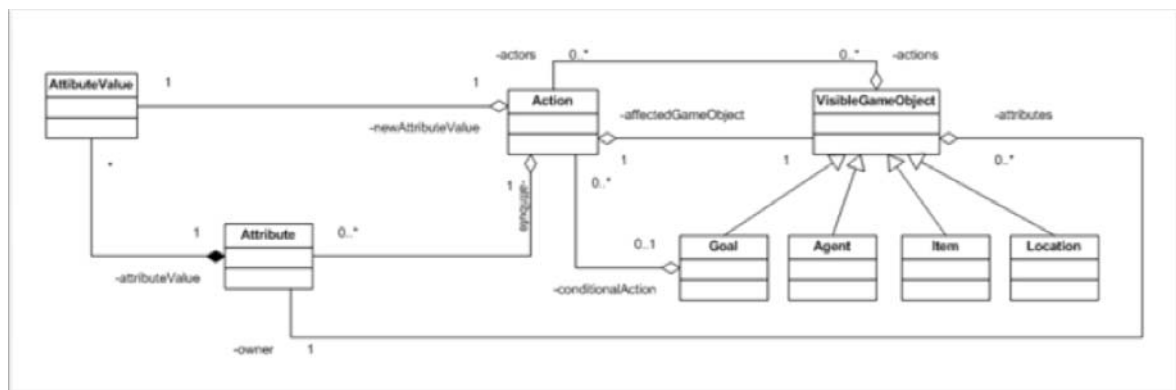 -actors 0..* 0..* -actions
AttibuteValue 1 1 Action VisibleGameObject
-affectedGameObject -attributes
-newAttributeValue
* 1 1 0..* 1 0..*
-attribute
1 Attribute 0..* 0..1 Goal Agent Item Location
-attributeValue -conditionalAction
-owner 1